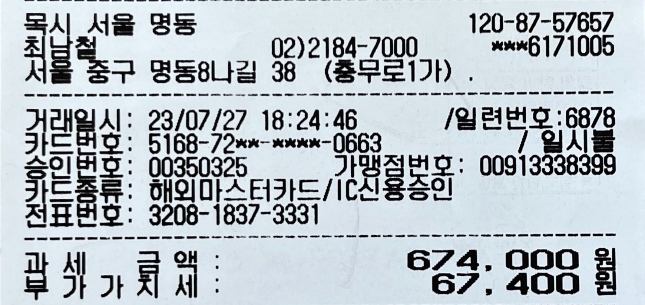 목시 서울 명동 120-87-57657
최남철 02)2184-7000 ***6171005
서울 중구 명동8나길 38 (충무로1가) .
거래일시: 23/07/27 18:24:46 /일련번호:6878
카드번호: 5168-72**-****-0663 / 일시불
승인번호: 00350325 가맹점번호: 00913338399
카드종류: 해외마스터카드/IC신용승인
전표번호: 3208-1837-3331
과 세 금 액 : 674,000 원
부 가 가 치 세 : 67,400 원